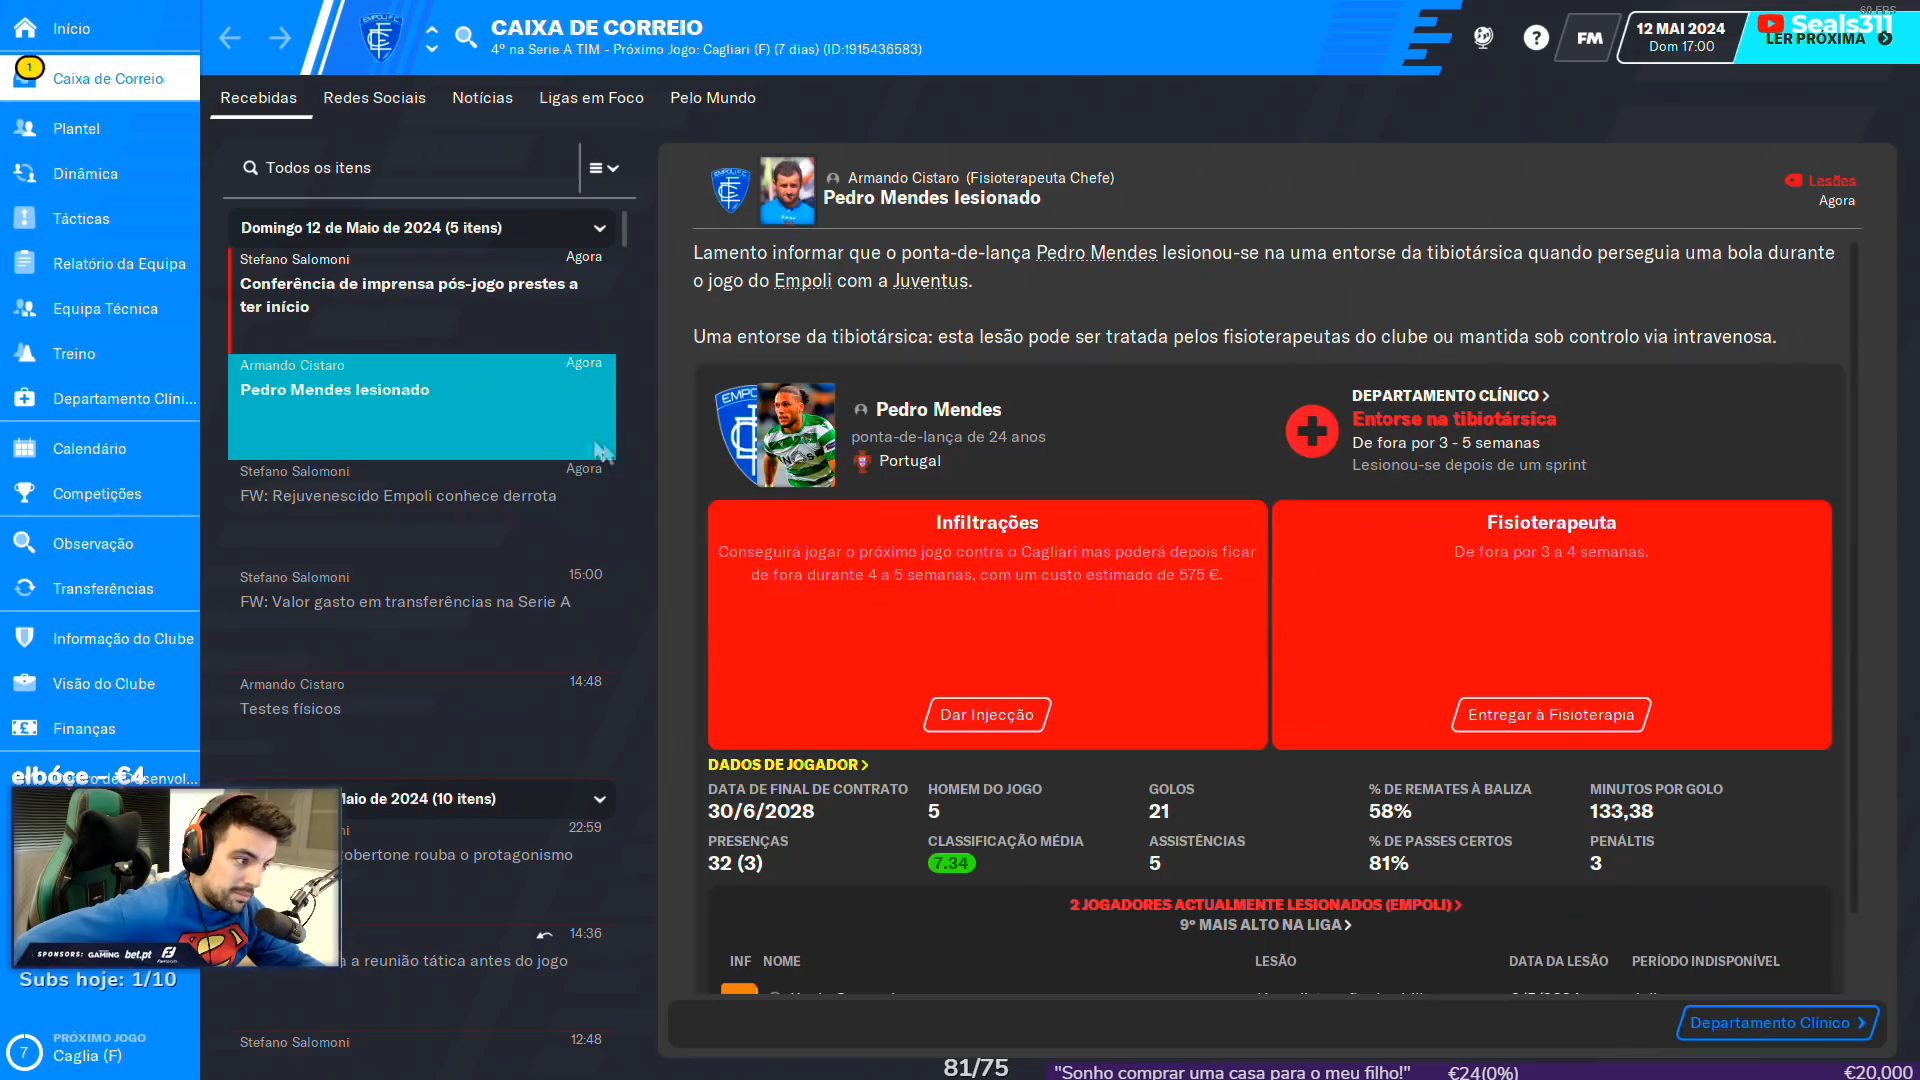 Início
1
Caixa de Correio
Plantel
Dinâmica
Tácticas
Relatório da Equipa
Equipa Técnica
Treino
Departamento Clíni...
Calendário
Competições
Observação
Transferências
Informação do Clube
Visão do Clube
Finanças
elbóce - €4
SPONSORS: GAMING bet.pt
Subs hoje: 1/10
7
PRÓXIMO JOGO
Caglia (F)
CAIXA DE CORREIO
4º na Serie A TIM - Próximo Jogo: Cagliari (F) (7 dias) (ID:1915436583)
FM
12 MAI 2024
Dom 17:00
60 FPS
Seals311
LER PRÓXIMA
Recebidas
Redes Sociais
Notícias
Ligas em Foco
Pelo Mundo
Todos os itens
Domingo 12 de Maio de 2024 (5 itens)
Stefano Salomoni
Agora
Conferência de imprensa pós-jogo prestes a
ter início
Armando Cistaro
Agora
Pedro Mendes lesionado
Stefano Salomoni
Agora
FW: Rejuvenescido Empoli conhece derrota
Stefano Salomoni
15:00
FW: Valor gasto em transferências na Serie A
Armando Cistaro
14:48
Testes físicos
Maio de 2024 (10 itens)
22:59
obertone rouba o protagonismo
14:36
a a reunião tática antes do jogo
Stefano Salomoni
12:48
Armando Cistaro (Fisioterapeuta Chefe)
Pedro Mendes lesionado
Lesões
Agora
Lamento informar que o ponta-de-lança Pedro Mendes lesionou-se na uma entorse da tibiotársica quando perseguia uma bola durante
o jogo do Empoli com a Juventus.
Uma entorse da tibiotársica: esta lesão pode ser tratada pelos fisioterapeutas do clube ou mantida sob controlo via intravenosa.
Pedro Mendes
ponta-de-lança de 24 anos
Portugal
DEPARTAMENTO CLÍNICO >
Entorse na tibiotársica
De fora por 3 - 5 semanas
Lesionou-se depois de um sprint
Infiltrações
Conseguirá jogar o próximo jogo contra o Cagliari mas poderá depois ficar
de fora durante 4 a 5 semanas, com um custo estimado de 575 €.
Dar Injecção
Fisioterapeuta
De fora por 3 a 4 semanas.
Entregar à Fisioterapia
DADOS DE JOGADOR >
DATA DE FINAL DE CONTRATO
30/6/2028
HOMEM DO JOGO
5
GOLOS
21
% DE REMATES À BALIZA
58%
MINUTOS POR GOLO
133,38
PRESENÇAS
32 (3)
CLASSIFICAÇÃO MÉDIA
7.34
ASSISTÊNCIAS
5
% DE PASSES CERTOS
81%
PENÁLTIS
3
2 JOGADORES ACTUALMENTE LESIONADOS (EMPOLI) >
9º MAIS ALTO NA LIGA >
INF NOME LESÃO DATA DA LESÃO PERÍODO INDISPONÍVEL
Departamento Clínico >
81/75
"Sonho comprar uma casa para o meu filho!"
€24(0%)
€20,000